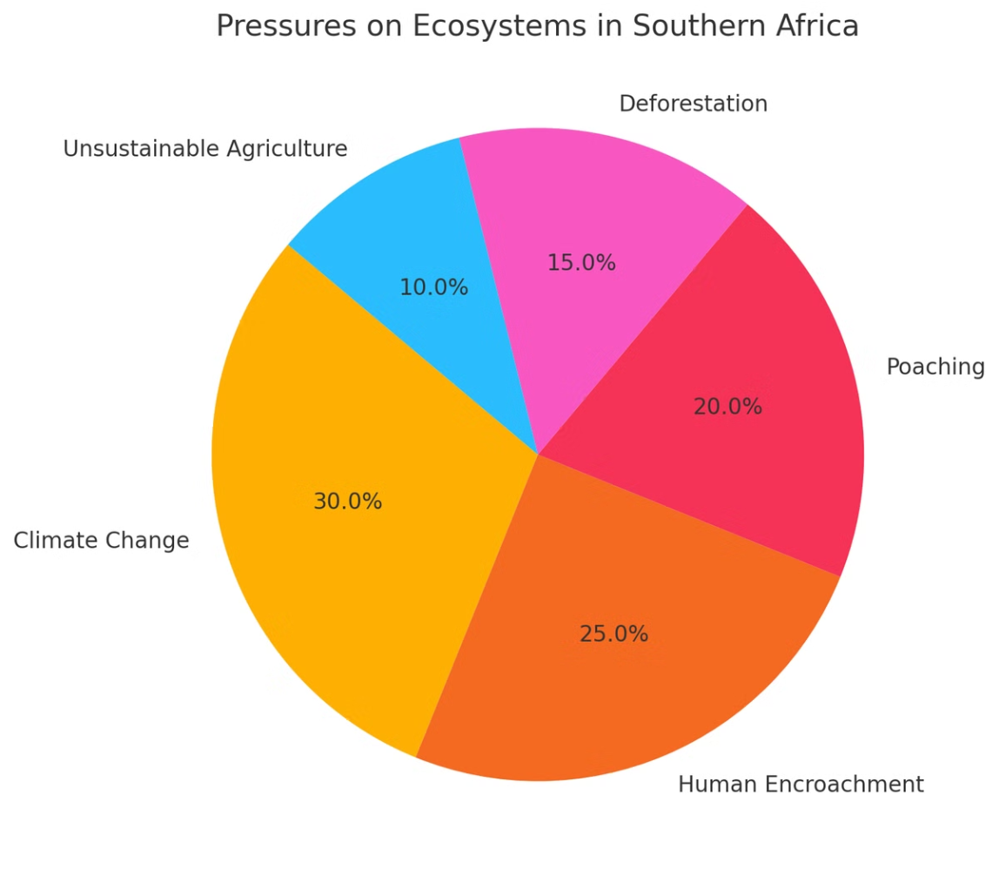 Pressures on Ecosystems in Southern Africa
Deforestation
Unsustainable Agriculture
15.0%
10.0%
Poaching
20.0%
30.0%
Climate Change
25.0%
Human Encroachment